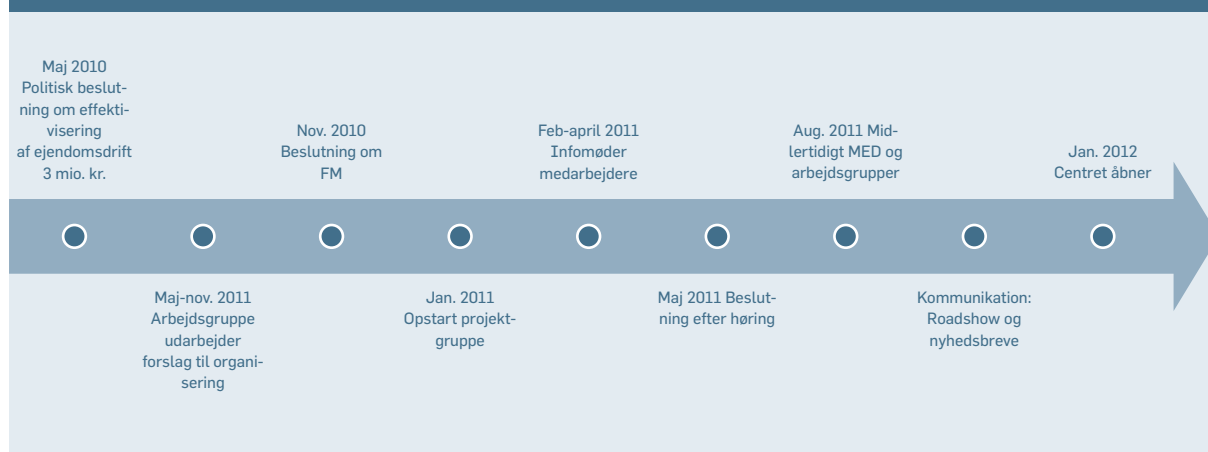 Maj 2010
Politisk beslut-
ning om effekti-
visering
af ejendomsdrift
3 mio. kr.
Maj-nov. 2011
Arbejdsgruppe
udarbejder
forslag til organi-
sering
Nov. 2010
Beslutning om
FM
Jan. 2011
Opstart projekt-
gruppe
Feb-april 2011
Infomøder
medarbejdere
Maj 2011 Beslut-
ning efter høring
Aug. 2011 Mid-
lertidigt MED og
arbejdsgrupper
Kommunikation:
Roadshow og
nyhedsbreve
Jan. 2012
Centret åbner